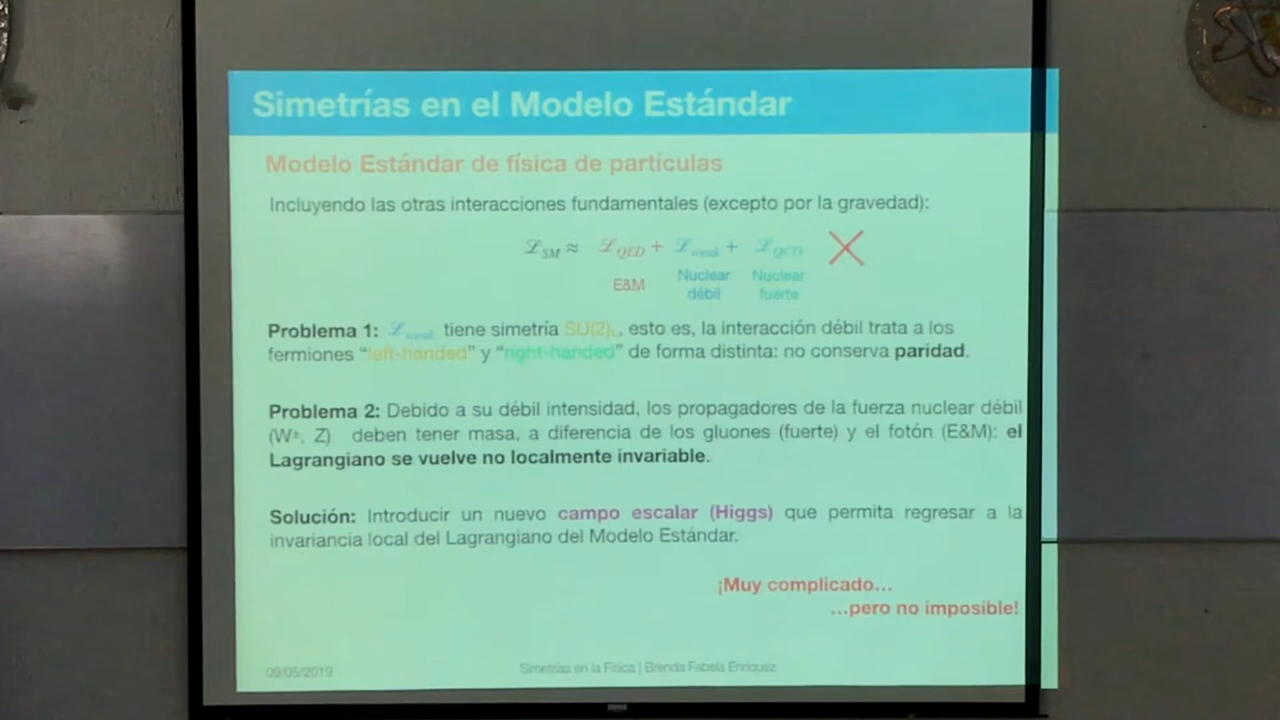 Simetrías en el Modelo Estándar
Modelo Estándar de física de partículas
Incluyendo las otras interacciones fundamentales (excepto por la gravedad):
ℒSM ≈ ℒQED + ℒweak + ℒQCD
E&M
Nuclear débil
Nuclear fuerte
Problema 1: ℒweak tiene simetría SU(2)L, esto es, la interacción débil trata a los
fermiones “left-handed” y “right-handed” de forma distinta: no conserva paridad.
Problema 2: Debido a su débil intensidad, los propagadores de la fuerza nuclear débil
(W±, Z) deben tener masa, a diferencia de los gluones (fuerte) y el fotón (E&M): el
Lagrangiano se vuelve no localmente invariable.
Solución: Introducir un nuevo campo escalar (Higgs) que permita regresar a la
invariancia local del Lagrangiano del Modelo Estándar.
¡Muy complicado...
...pero no imposible!
09/05/2019
Simetrías en la Física | Brenda Fabela Enriquez